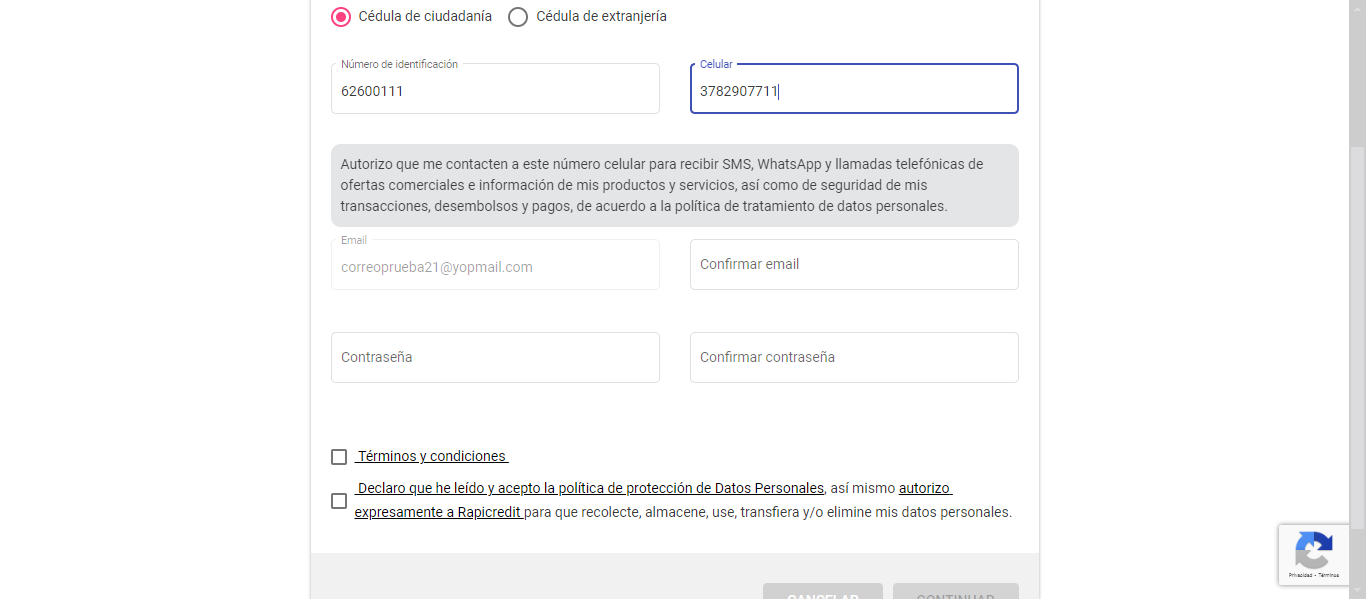 Cédula de ciudadanía Cédula de extranjería
Número de identificación Celular
62600111 3782907711
Autorizo que me contacten a este número celular para recibir SMS, WhatsApp y llamadas telefónicas de
ofertas comerciales e información de mis productos y servicios, así como de seguridad de mis
transacciones, desembolsos y pagos, de acuerdo a la política de tratamiento de datos personales.
Email
correoprueba21@yopmail.com Confirmar email
Contraseña Confirmar contraseña
Términos y condiciones
Declaro que he leído y acepto la política de protección de Datos Personales, así mismo autorizo
expresamente a Rapicredit para que recolecte, almacene, use, transfiera y/o elimine mis datos personales.
Privacidad - Términos
CANCELAR CONTINUAR